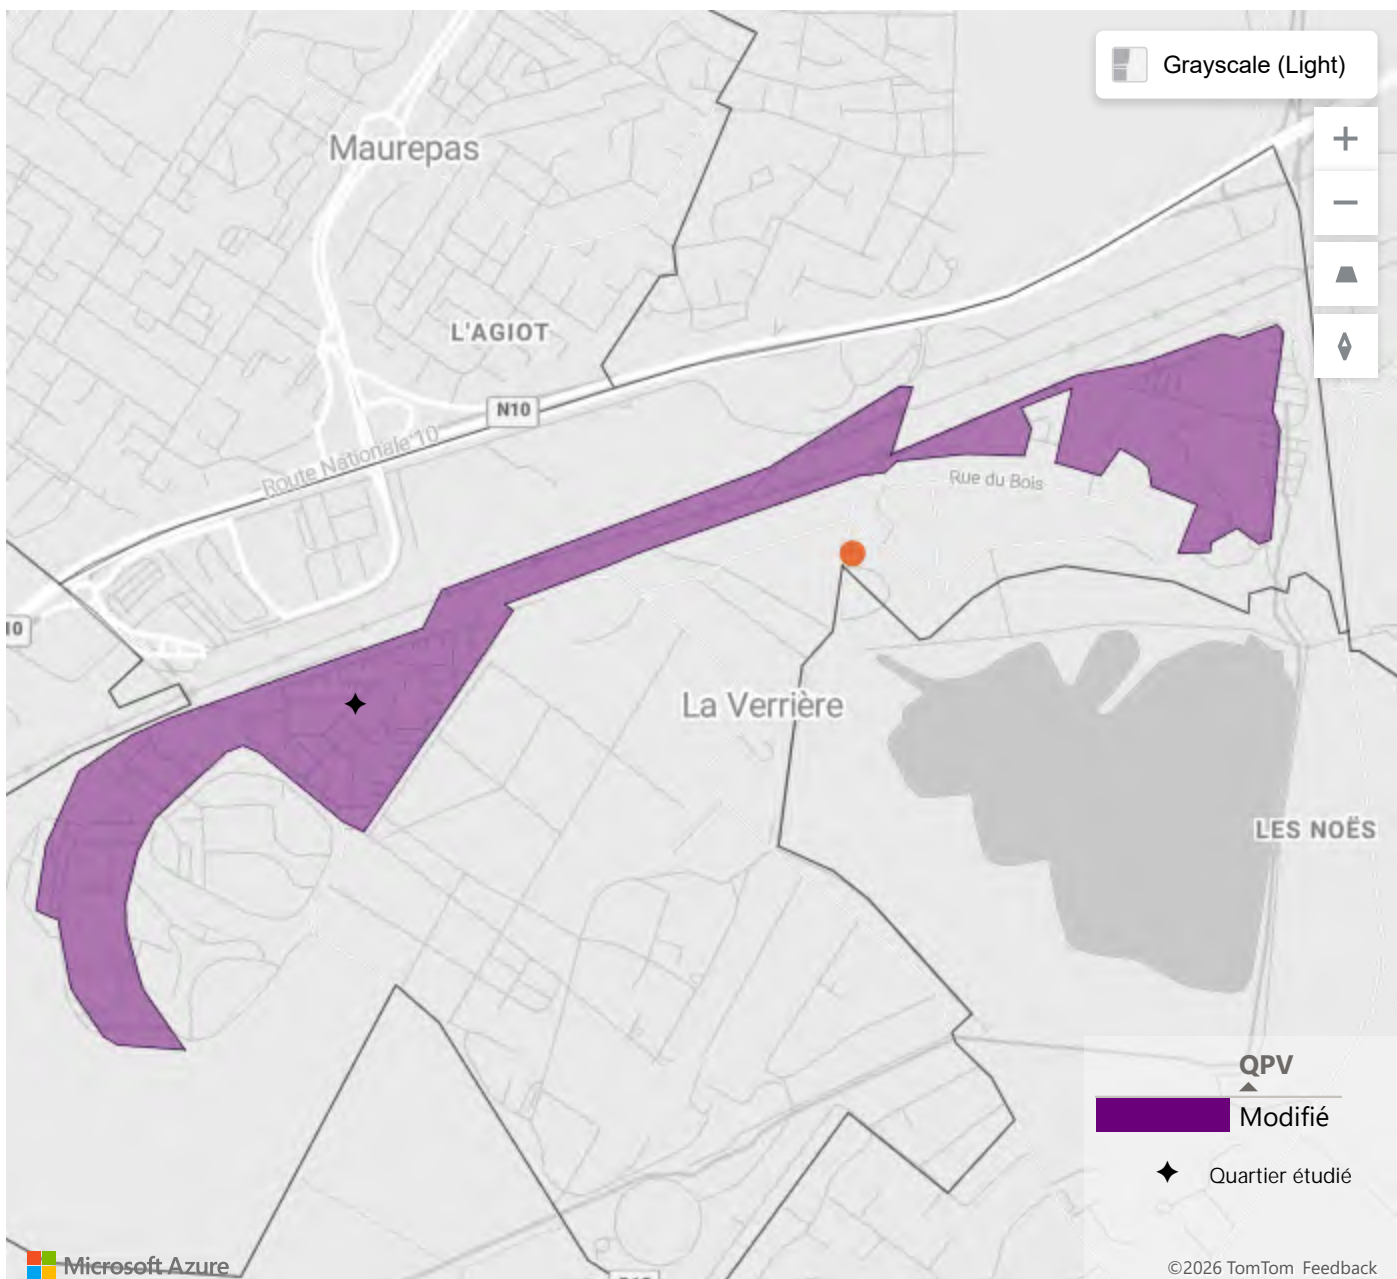 Grayscale (Light)
Maurepas
L'AGIOT
N10
Route Nationale 10
Rue du Bois
10
La Verrière
LES NOËS
QPV
Modifié
Quartier étudié
Microsoft Azure
©2026 TomTom Feedback